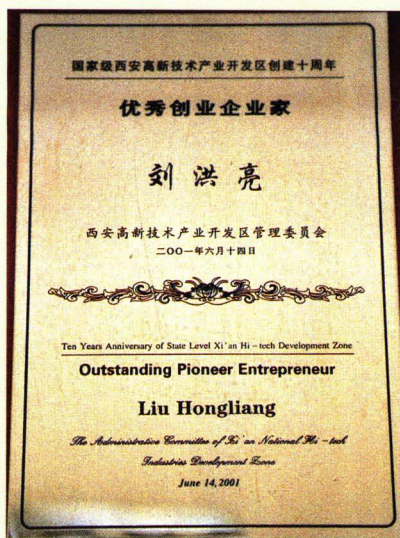 国家级西安高新技术产业开发区创建十周年
优秀创业企业家
刘洪亮
西安高新技术产业开发区管理委员会
二〇〇一年六月十四日
Ten Years Anniversary of State Level Xi'an Hi-tech Development Zone
Outstanding Pioneer Entrepreneur
Liu Hongliang
The Administrative Committee of Xi'an National Hi-tech
Industries Development Zone
June 14,2001